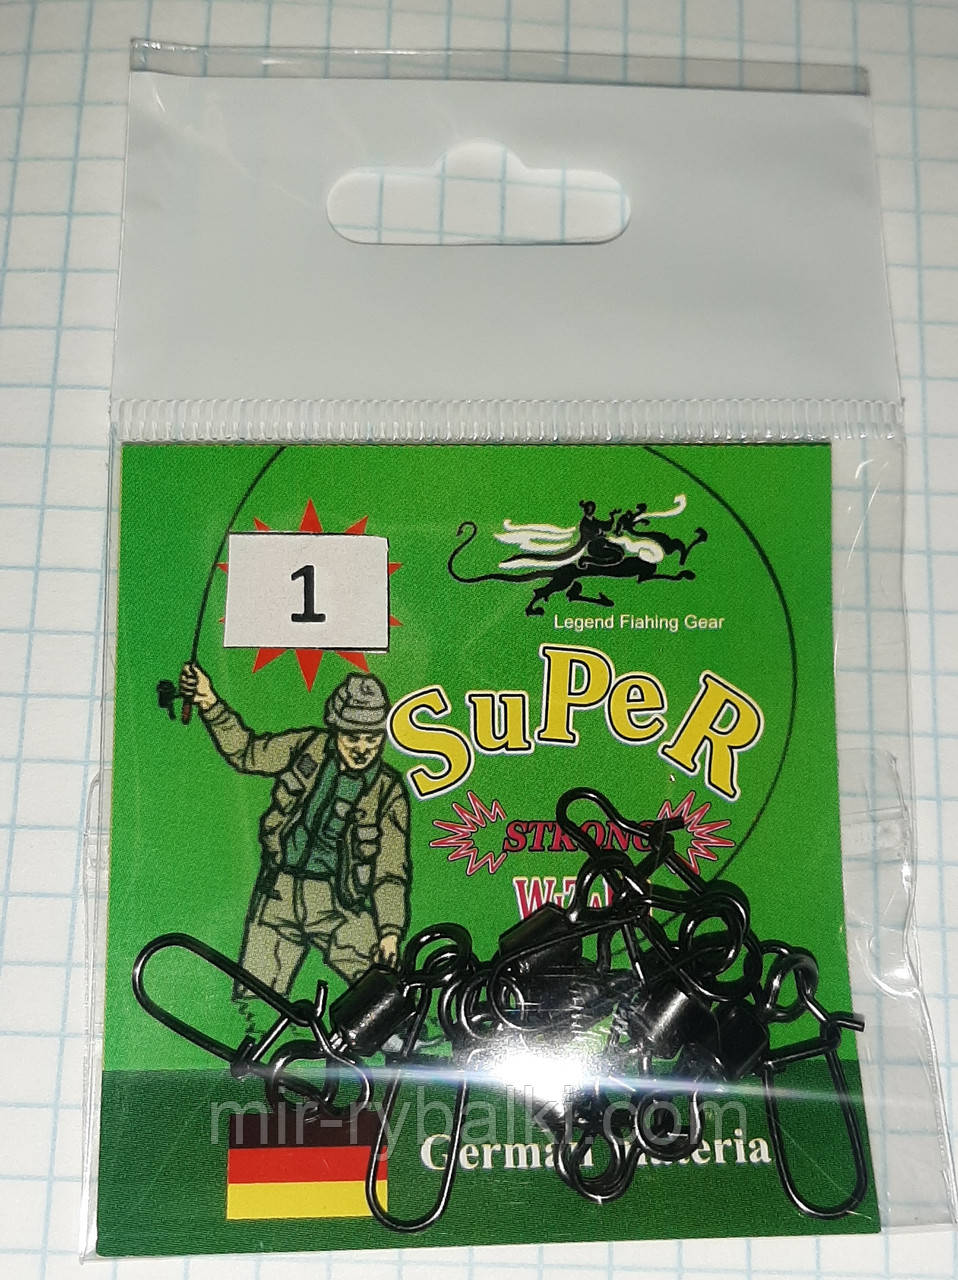 1
Legend Fiahing Gear
SuPeR
STRONG
mir-rybalki.com
German materia